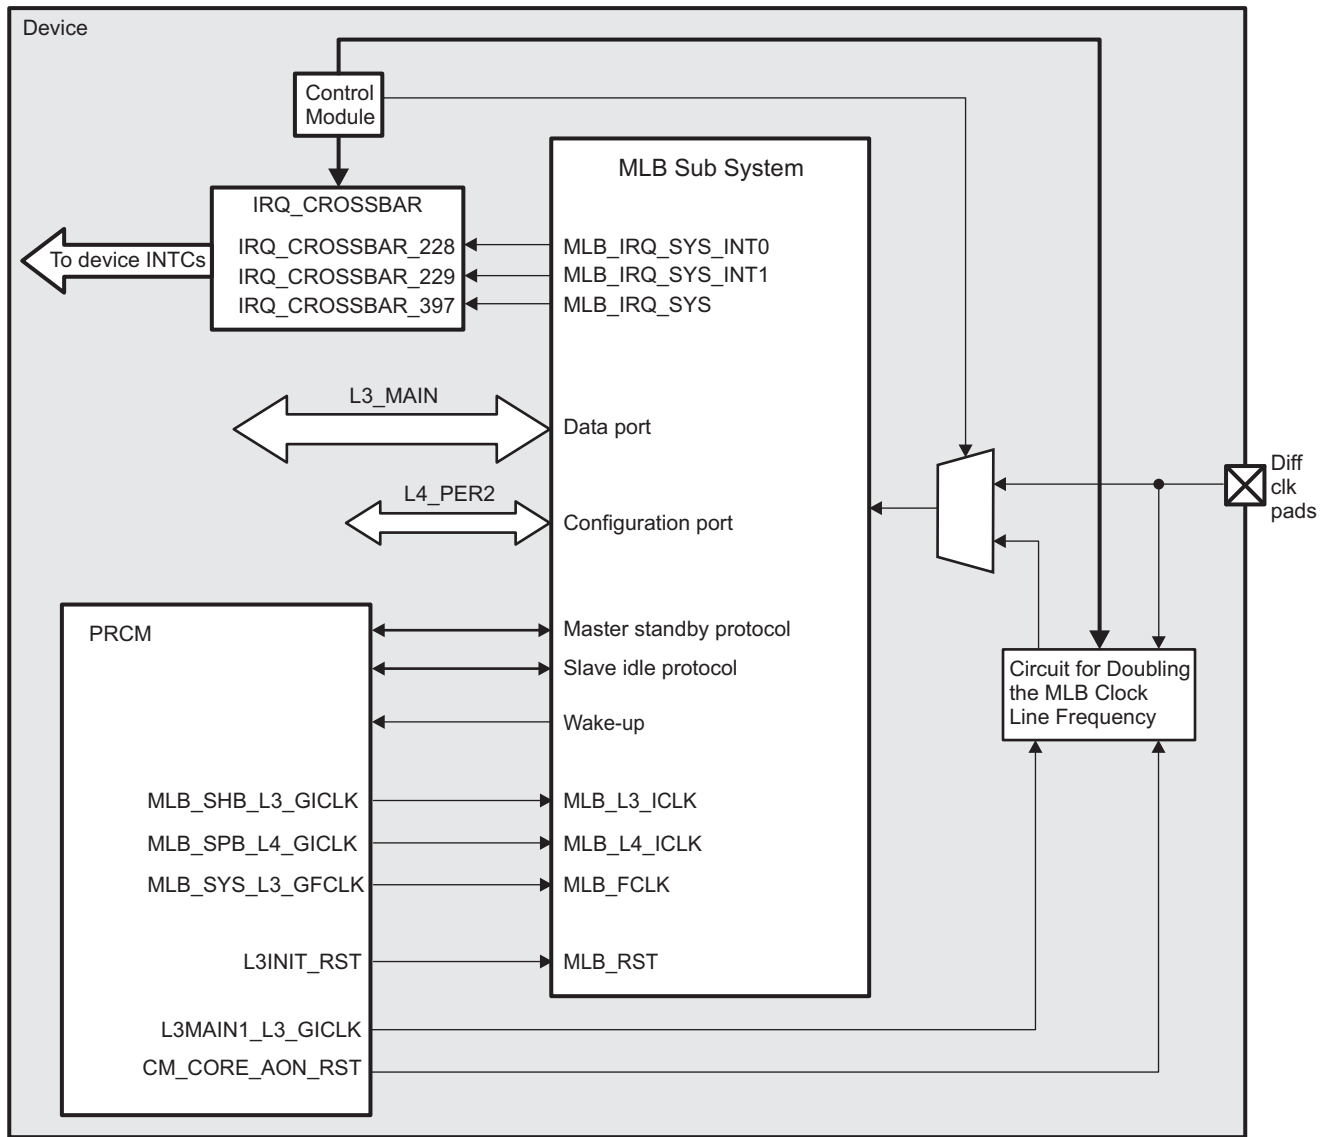 Device
Control
Module
MLB Sub System
IRQ_CROSSBAR
IRQ_CROSSBAR_228
IRQ_CROSSBAR_229
IRQ_CROSSBAR_397
To device INTCs
MLB_IRQ_SYS_INT0
MLB_IRQ_SYS_INT1
MLB_IRQ_SYS
L3_MAIN
Data port
L4_PER2
Configuration port
Diff
clk
pads
PRCM
Master standby protocol
Slave idle protocol
Wake-up
Circuit for Doubling
the MLB Clock
Line Frequency
MLB_SHB_L3_GICLK
MLB_L3_ICLK
MLB_SPB_L4_GICLK
MLB_L4_ICLK
MLB_SYS_L3_GFCLK
MLB_FCLK
L3INIT_RST
MLB_RST
L3MAIN1_L3_GICLK
CM_CORE_AON_RST